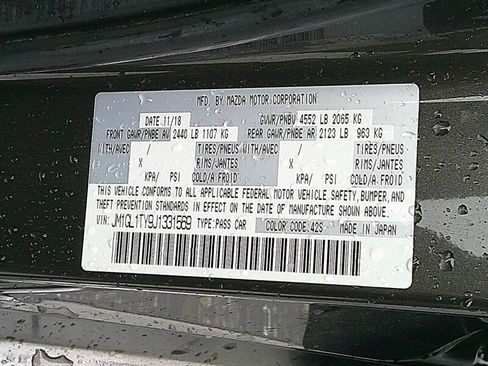 MFD. BY MAZDA MOTOR CORPORATION
DATE 11/18 GVWR/PNBV 4552 LB 2065 KG
FRONT GAWR/PNBE AV 2440 LB 1107 KG REAR GAWR/PNBE AR 2123 LB 963 KG
WITH/AVEC / TIRES/PNEUS WITH/AVEC / TIRES/PNEUS
X RIMS/JANTES X RIMS/JANTES
KPA/ PSI COLD/A FROID KPA/ PSI COLD/A FROID
THIS VEHICLE CONFORMS TO ALL APPLICABLE FEDERAL MOTOR VEHICLE SAFETY, BUMPER, AND
THEFT PREVENTION STANDARDS IN EFFECT ON THE DATE OF MANUFACTURE SHOWN ABOVE.
VIN: JM1GL1TY9J1331569 TYPE: PASS CAR COLOR CODE: 42S MADE IN JAPAN